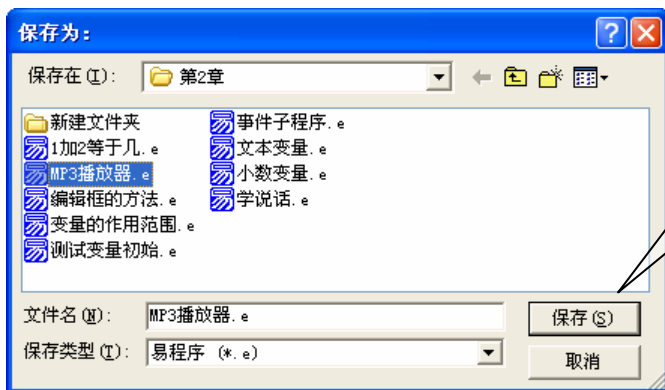 保存为:
保存在(I): 第2章
新建文件夹
1加2等于几.e
MP3播放器.e
编辑框的方法.e
变量的作用范围.e
测试变量初始.e
事件子程序.e
文本变量.e
小数变量.e
学说话.e
文件名(N): MP3播放器.e
保存(S)
保存类型(T): 易程序 (*.e)
取消